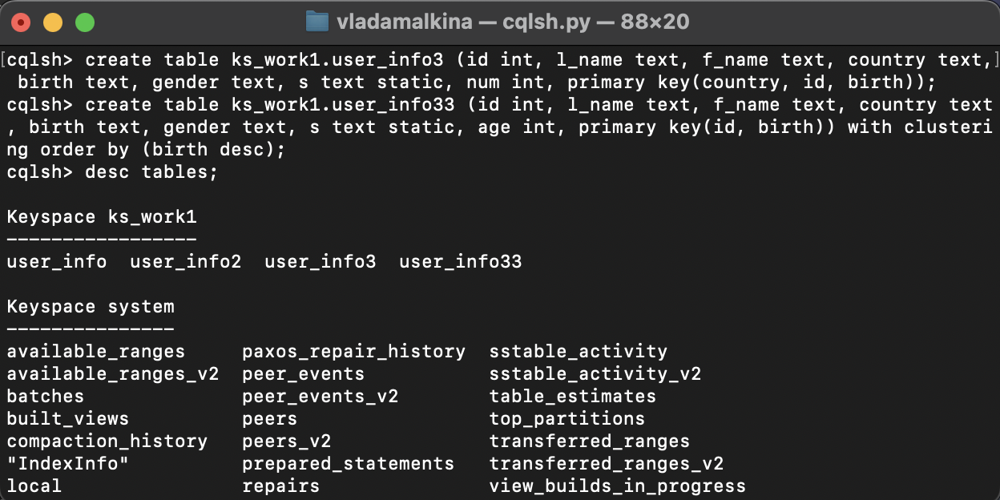 vladamalkina — cqlsh.py — 88×20
[cqlsh> create table ks_work1.user_info3 (id int, l_name text, f_name text, country text,]
 birth text, gender text, s text static, num int, primary key(country, id, birth));
cqlsh> create table ks_work1.user_info33 (id int, l_name text, f_name text, country text
, birth text, gender text, s text static, age int, primary key(id, birth)) with clusteri
ng order by (birth desc);
cqlsh> desc tables;

Keyspace ks_work1
-----------------
user_info  user_info2  user_info3  user_info33

Keyspace system
---------------
available_ranges     paxos_repair_history  sstable_activity
available_ranges_v2  peer_events           sstable_activity_v2
batches              peer_events_v2        table_estimates
built_views          peers                 top_partitions
compaction_history   peers_v2              transferred_ranges
"IndexInfo"          prepared_statements   transferred_ranges_v2
local                repairs               view_builds_in_progress